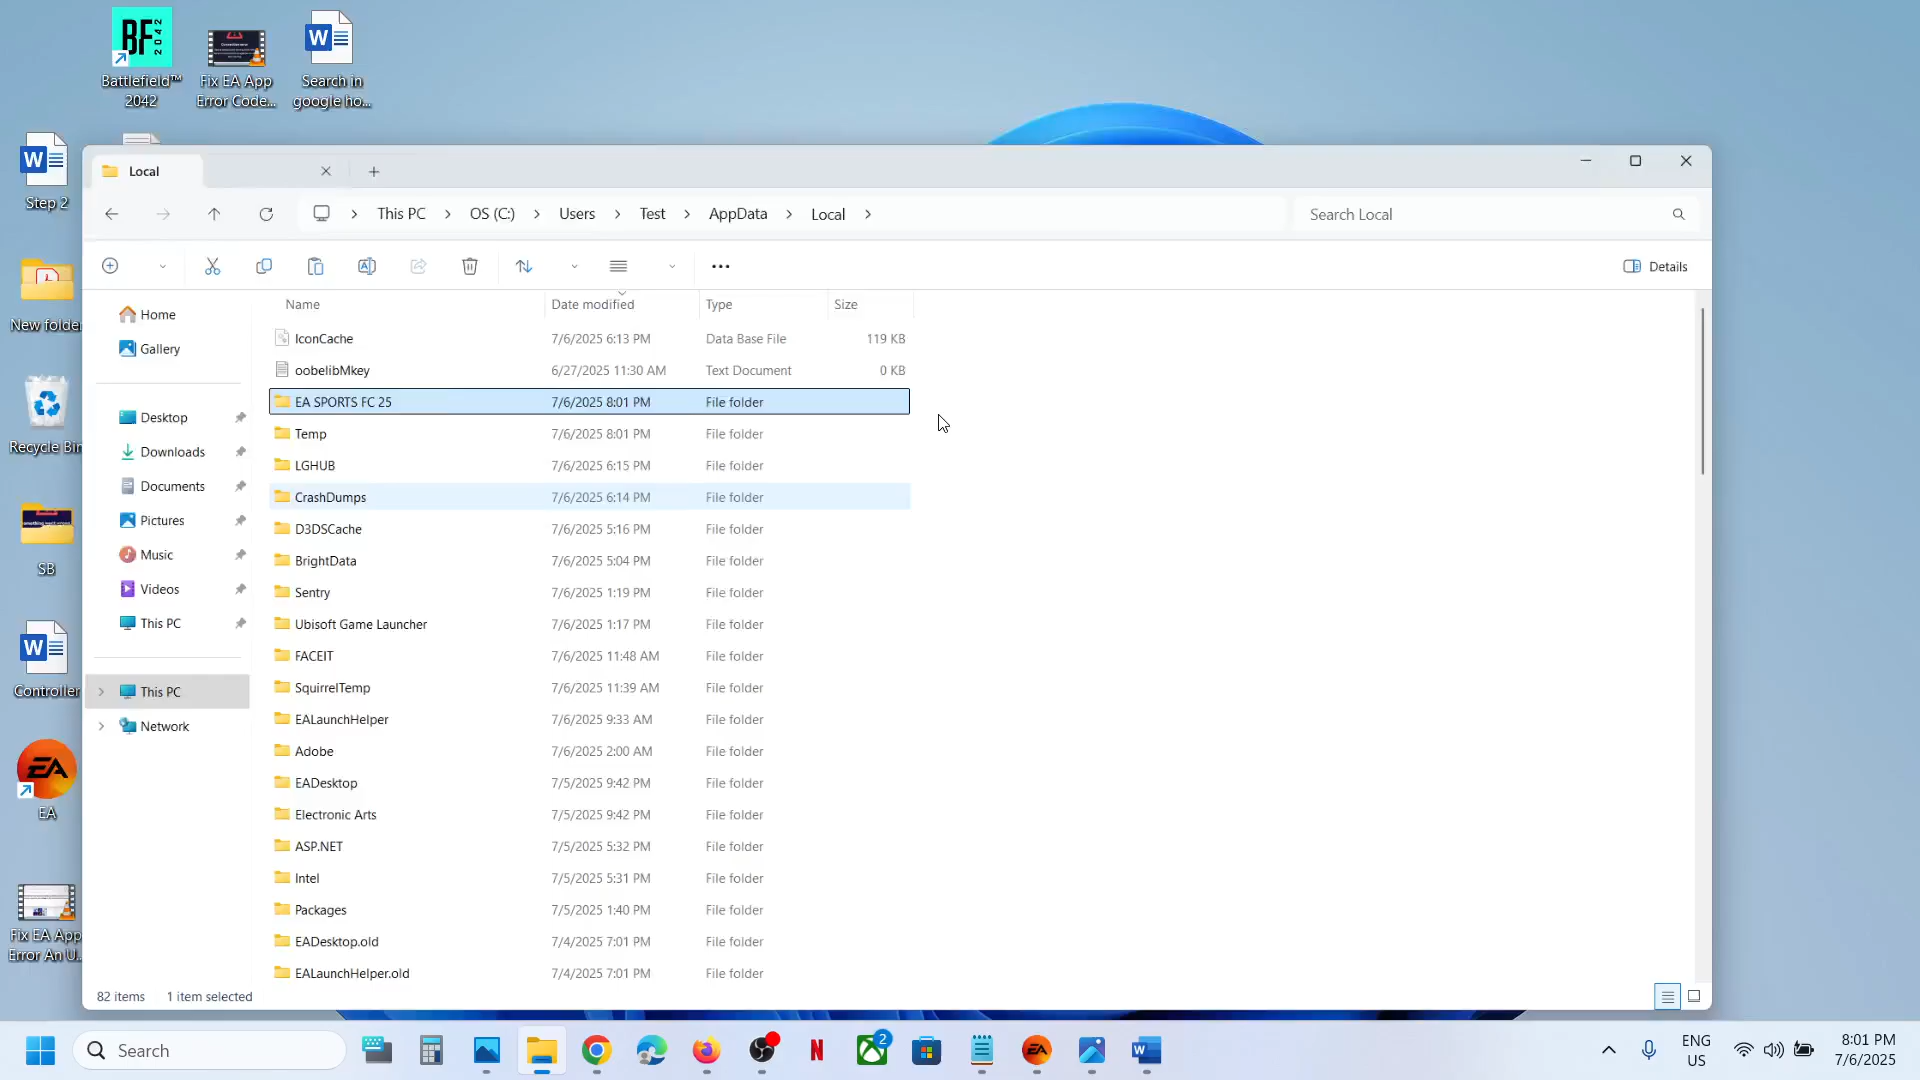 BF 2042
Battlefield™
2042
Fix EA App
Error Code...
Search in
google ho...
Step 2
New folder
Recycle Bin
SB
Controller
EA
EA
Fix EA App
Error An U...
Local
This PC
OS (C:)
Users
Test
AppData
Local
Search Local
Details
Home
Gallery
Desktop
Downloads
Documents
Pictures
Music
Videos
This PC
This PC
Network
Name Date modified Type Size
IconCache 7/6/2025 6:13 PM Data Base File 119 KB
oobelibMkey 6/27/2025 11:30 AM Text Document 0 KB
EA SPORTS FC 25 7/6/2025 8:01 PM File folder
Temp 7/6/2025 8:01 PM File folder
LGHUB 7/6/2025 6:15 PM File folder
CrashDumps 7/6/2025 6:14 PM File folder
D3DSCache 7/6/2025 5:16 PM File folder
BrightData 7/6/2025 5:04 PM File folder
Sentry 7/6/2025 1:19 PM File folder
Ubisoft Game Launcher 7/6/2025 1:17 PM File folder
FACEIT 7/6/2025 11:48 AM File folder
SquirrelTemp 7/6/2025 11:39 AM File folder
EALaunchHelper 7/6/2025 9:33 AM File folder
Adobe 7/6/2025 2:00 AM File folder
EADesktop 7/5/2025 9:42 PM File folder
Electronic Arts 7/5/2025 9:42 PM File folder
ASP.NET 7/5/2025 5:32 PM File folder
Intel 7/5/2025 5:31 PM File folder
Packages 7/5/2025 1:40 PM File folder
EADesktop.old 7/4/2025 7:01 PM File folder
EALaunchHelper.old 7/4/2025 7:01 PM File folder
82 items 1 item selected
Search
2
ENG
US
8:01 PM
7/6/2025